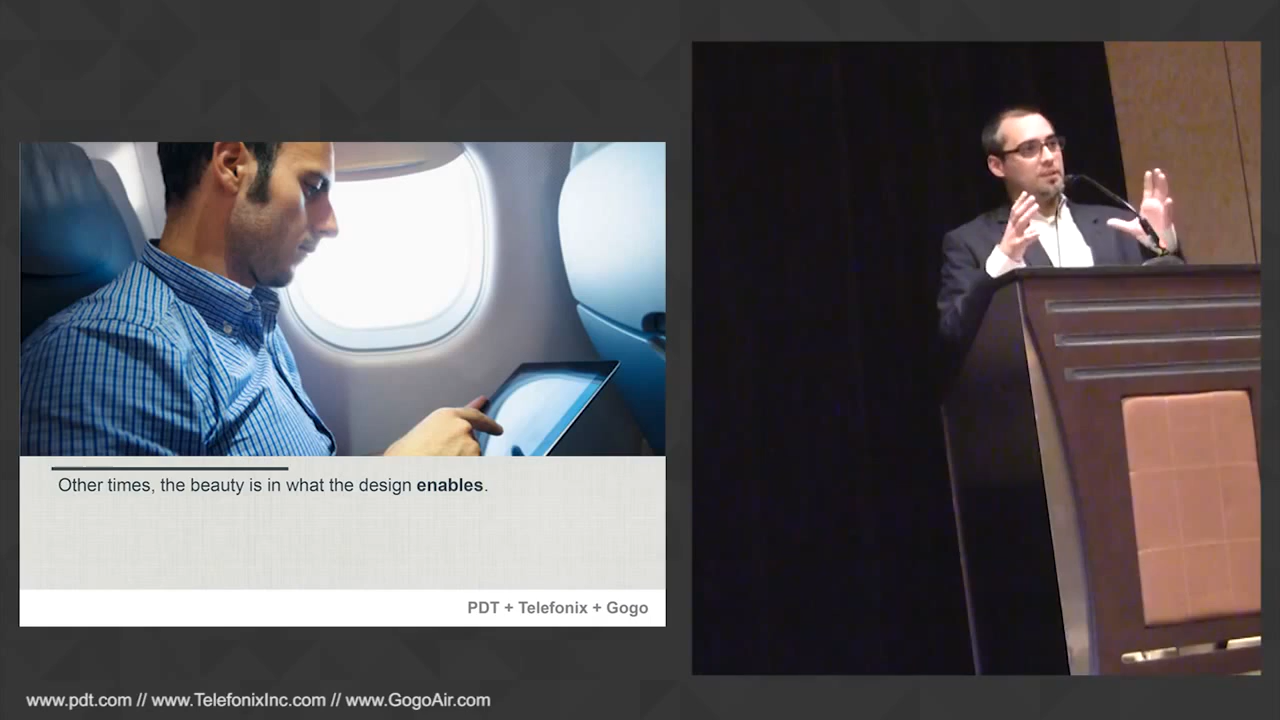 Other times, the beauty is in what the design enables.
PDT + Telefonix + Gogo
www.pdt.com // www.TelefonixInc.com // www.GogoAir.com